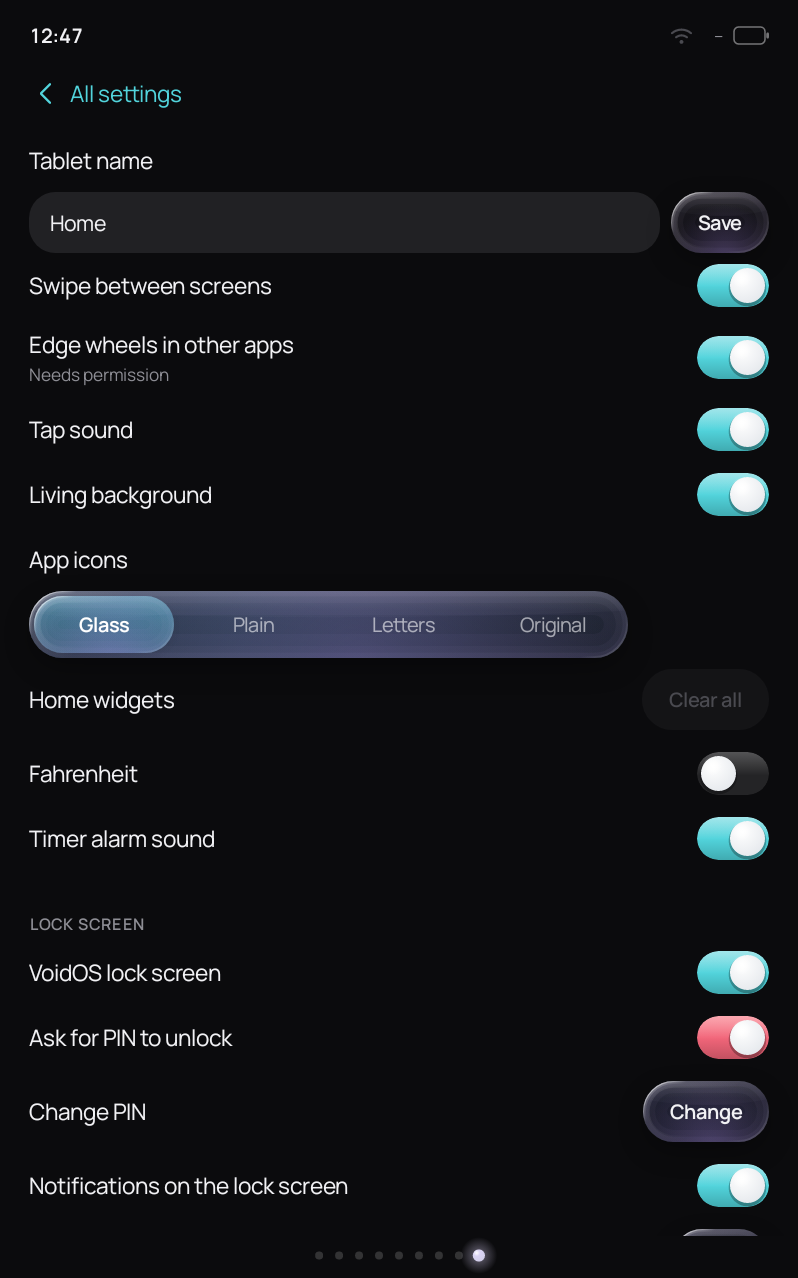 12:47
–
All settings
Tablet name
Home
Save
Swipe between screens
Edge wheels in other apps
Needs permission
Tap sound
Living background
App icons
Glass Plain Letters Original
Home widgets
Clear all
Fahrenheit
Timer alarm sound
LOCK SCREEN
VoidOS lock screen
Ask for PIN to unlock
Change PIN
Change
Notifications on the lock screen